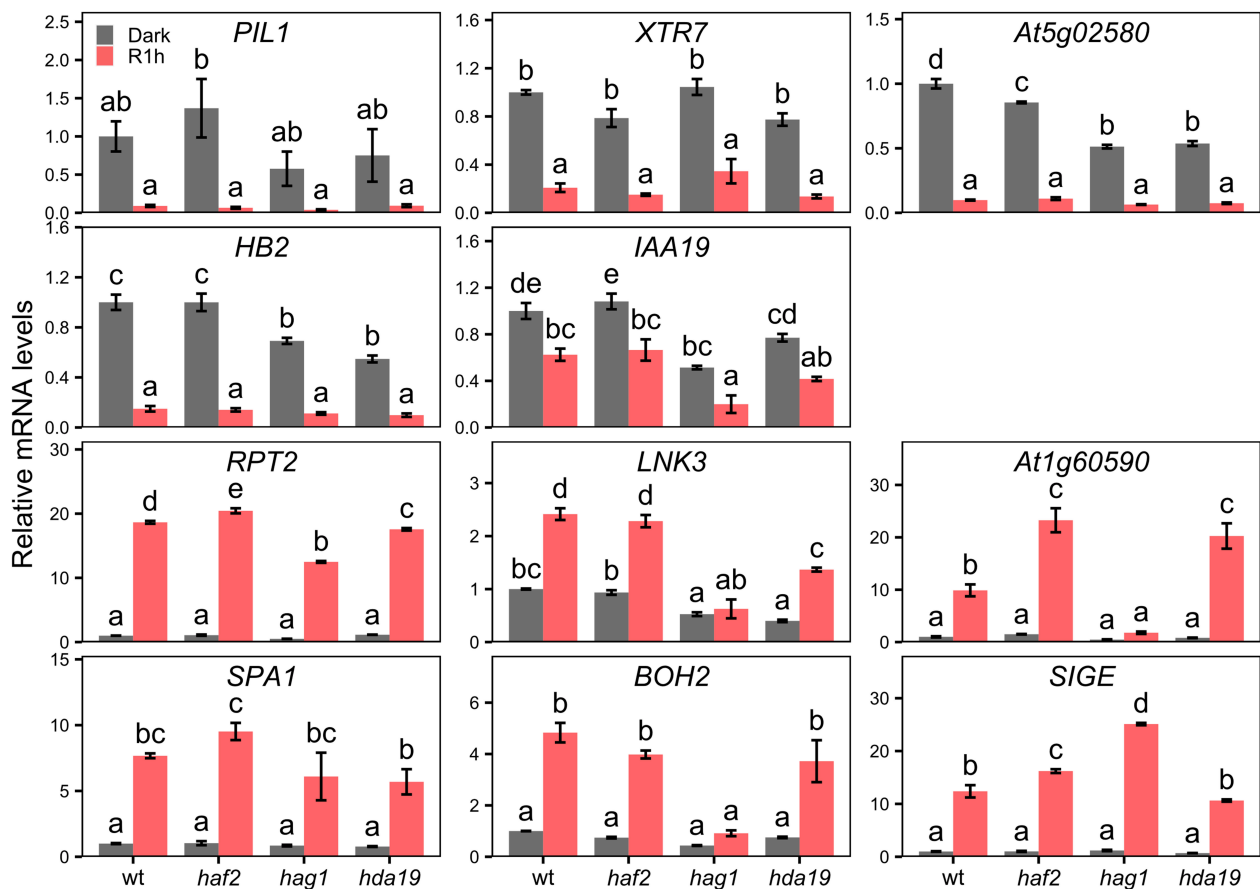 Relative mRNA levels
PIL1
Dark
R1h
2.5
2.0
1.5
1.0
0.5
0.0
ab a b a ab a ab a
XTR7
1.6
1.2
0.8
0.4
0.0
b a b a b a b a
At5g02580
1.5
1.0
0.5
0.0
d a c a b a b a
HB2
1.6
1.2
0.8
0.4
0.0
c a c a b a b a
IAA19
1.6
1.2
0.8
0.4
0.0
de bc e bc bc a cd ab
RPT2
30
20
10
0
a d a e a b a c
LNK3
3
2
1
0
bc d b d a ab a c
At1g60590
30
20
10
0
a b a c a a a c
SPA1
15
10
5
0
a bc a c a bc a b
wt haf2 hag1 hda19
BOH2
6
4
2
0
a b a b a a a b
wt haf2 hag1 hda19
SIGE
30
20
10
0
a b a c a d a b
wt haf2 hag1 hda19